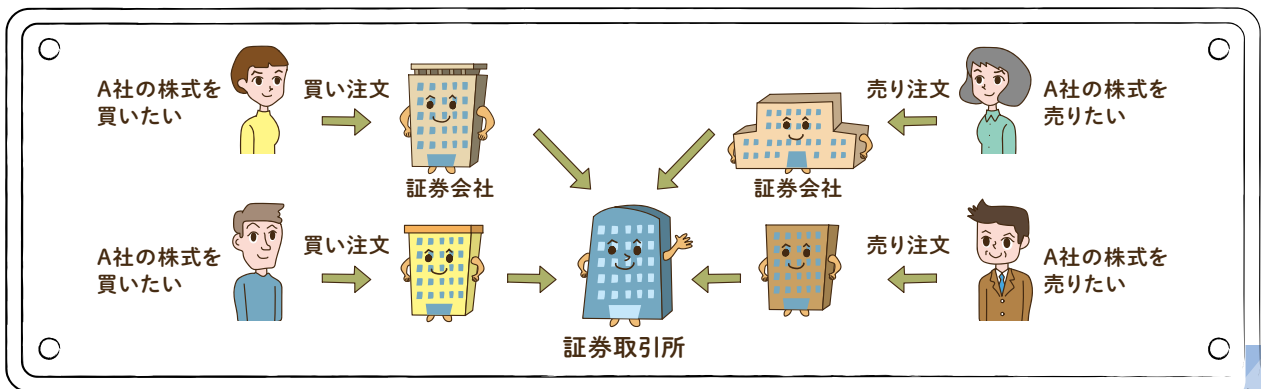 A社の株式を
買いたい
買い注文
証券会社
売り注文
A社の株式を
売りたい
証券会社
A社の株式を
買いたい
買い注文
売り注文
A社の株式を
売りたい
証券取引所